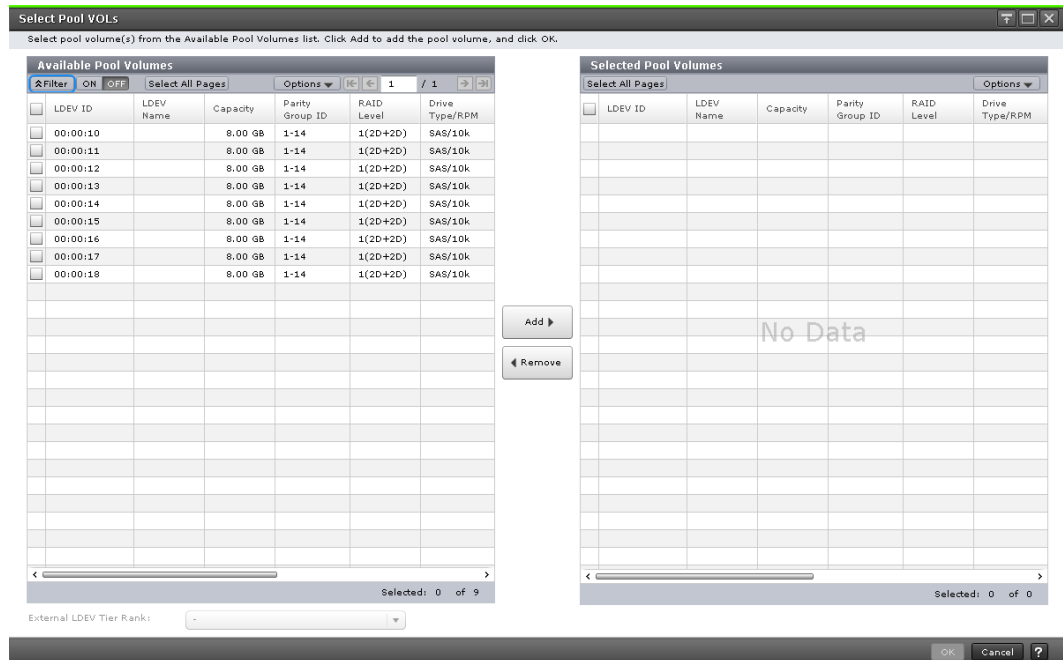 Select Pool VOLs
Select pool volume(s) from the Available Pool Volumes list. Click Add to add the pool volume, and click OK.
Available Pool Volumes
Filter ON OFF Select All Pages Options 1 / 1
LDEV ID LDEV Name Capacity Parity Group ID RAID Level Drive Type/RPM
00:00:10 8.00 GB 1-14 1(2D+2D) SAS/10k
00:00:11 8.00 GB 1-14 1(2D+2D) SAS/10k
00:00:12 8.00 GB 1-14 1(2D+2D) SAS/10k
00:00:13 8.00 GB 1-14 1(2D+2D) SAS/10k
00:00:14 8.00 GB 1-14 1(2D+2D) SAS/10k
00:00:15 8.00 GB 1-14 1(2D+2D) SAS/10k
00:00:16 8.00 GB 1-14 1(2D+2D) SAS/10k
00:00:17 8.00 GB 1-14 1(2D+2D) SAS/10k
00:00:18 8.00 GB 1-14 1(2D+2D) SAS/10k
Selected: 0 of 9
External LDEV Tier Rank: -
Add
Remove
Selected Pool Volumes
Select All Pages Options
LDEV ID LDEV Name Capacity Parity Group ID RAID Level Drive Type/RPM
No Data
Selected: 0 of 0
OK Cancel ?